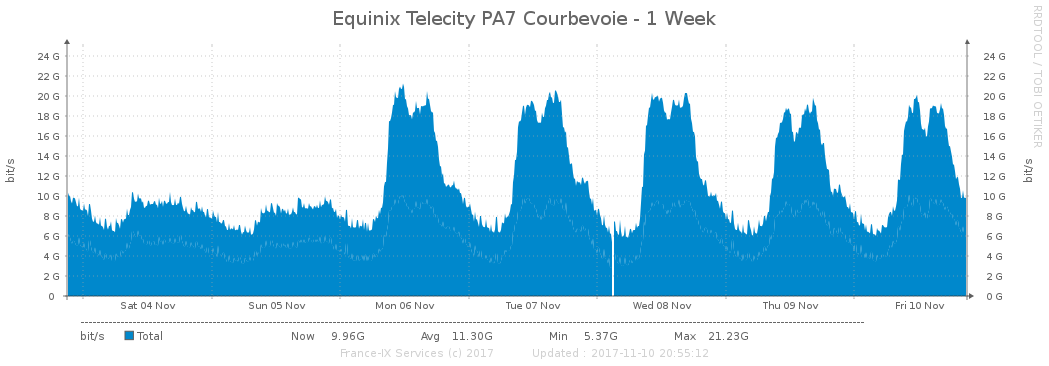 Equinix Telecity PA7 Courbevoie - 1 Week
RRDTOOL / TOBI OETIKER
bit/s
24 G 24 G
22 G 22 G
20 G 20 G
18 G 18 G
16 G 16 G
14 G 14 G
12 G 12 G
10 G 10 G
8 G 8 G
6 G 6 G
4 G 4 G
2 G 2 G
0 0 G
bit/s
Sat 04 Nov Sun 05 Nov Mon 06 Nov Tue 07 Nov Wed 08 Nov Thu 09 Nov Fri 10 Nov
bit/s Total Now 9.96G Avg 11.30G Min 5.37G Max 21.23G
France-IX Services (c) 2017 Updated : 2017-11-10 20:55:12